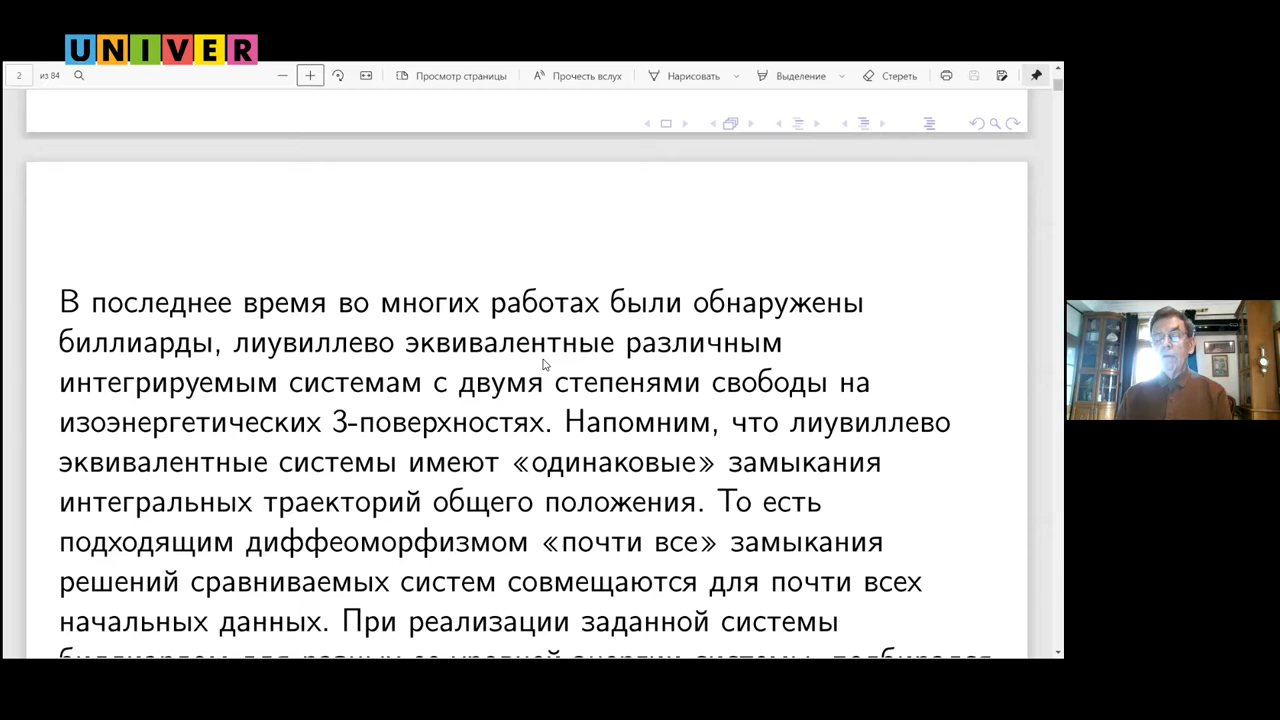 UNIVER
2 из 84 Просмотр страницы Прочесть вслух Нарисовать Выделение Стереть
В последнее время во многих работах были обнаружены
биллиарды, лиувиллево эквивалентные различным
интегрируемым системам с двумя степенями свободы на
изоэнергетических 3-поверхностях. Напомним, что лиувиллево
эквивалентные системы имеют «одинаковые» замыкания
интегральных траекторий общего положения. То есть
подходящим диффеоморфизмом «почти все» замыкания
решений сравниваемых систем совмещаются для почти всех
начальных данных. При реализации заданной системы